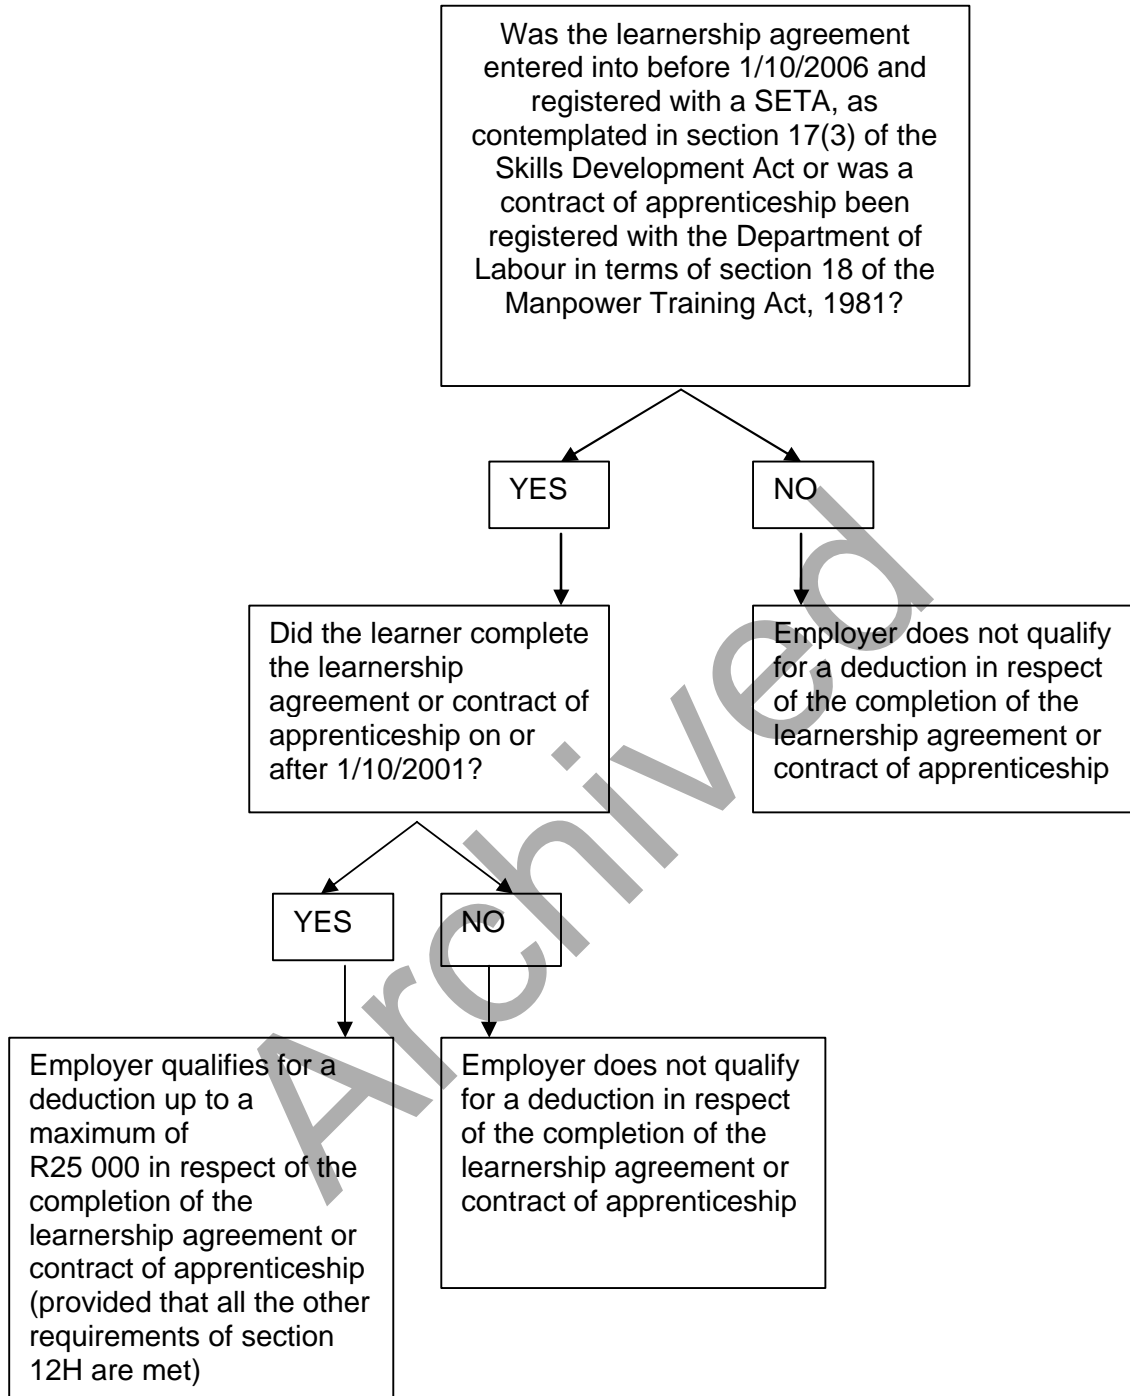 Was the learnership agreement
entered into before 1/10/2006 and
registered with a SETA, as
contemplated in section 17(3) of the
Skills Development Act or was a
contract of apprenticeship been
registered with the Department of
Labour in terms of section 18 of the
Manpower Training Act, 1981?
YES
NO
Did the learner complete
the learnership
agreement or contract of
apprenticeship on or
after 1/10/2001?
Employer does not qualify
for a deduction in respect
of the completion of the
learnership agreement or
contract of apprenticeship
YES
NO
Employer qualifies for a
deduction up to a
maximum of
R25 000 in respect of the
completion of the
learnership agreement or
contract of apprenticeship
(provided that all the other
requirements of section
12H are met)
Employer does not qualify
for a deduction in respect
of the completion of the
learnership agreement or
contract of apprenticeship
Archived